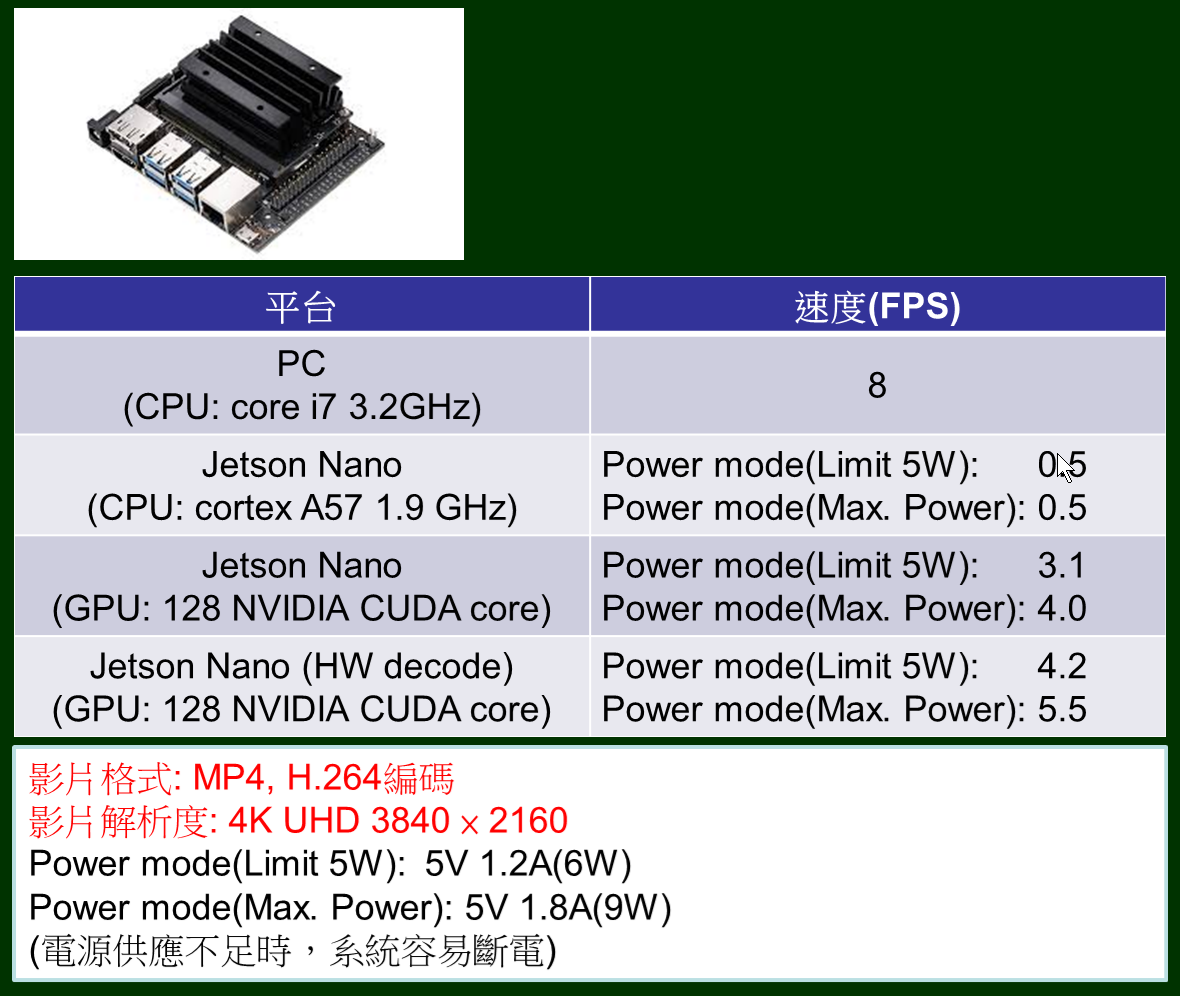 平台
速度(FPS)
PC
(CPU: core i7 3.2GHz)
8
Jetson Nano
(CPU: cortex A57 1.9 GHz)
Power mode(Limit 5W): 0.5
Power mode(Max. Power): 0.5
Jetson Nano
(GPU: 128 NVIDIA CUDA core)
Power mode(Limit 5W): 3.1
Power mode(Max. Power): 4.0
Jetson Nano (HW decode)
(GPU: 128 NVIDIA CUDA core)
Power mode(Limit 5W): 4.2
Power mode(Max. Power): 5.5
影片格式: MP4, H.264編碼
影片解析度: 4K UHD 3840 x 2160
Power mode(Limit 5W): 5V 1.2A(6W)
Power mode(Max. Power): 5V 1.8A(9W)
(電源供應不足時，系統容易斷電)